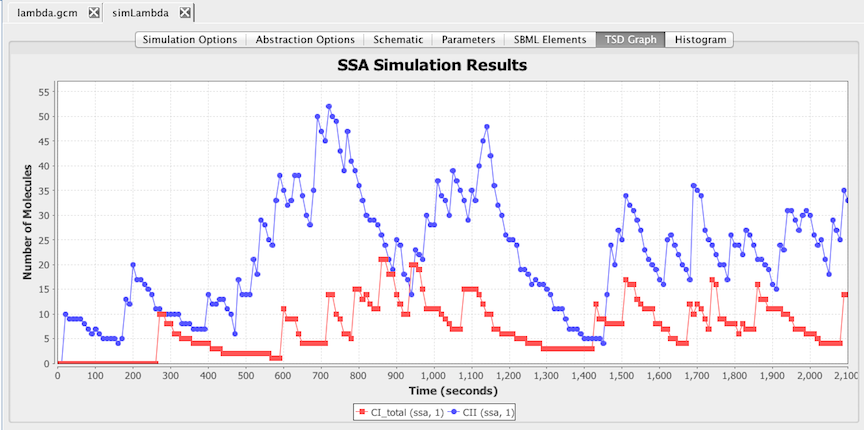 lambda.gcm simLambda
Simulation Options Abstraction Options Schematic Parameters SBML Elements TSD Graph Histogram
SSA Simulation Results
Number of Molecules
55
50
45
40
35
30
25
20
15
10
5
0
0 100 200 300 400 500 600 700 800 900 1,000 1,100 1,200 1,300 1,400 1,500 1,600 1,700 1,800 1,900 2,000 2,100
Time (seconds)
CI_total (ssa, 1) CII (ssa, 1)